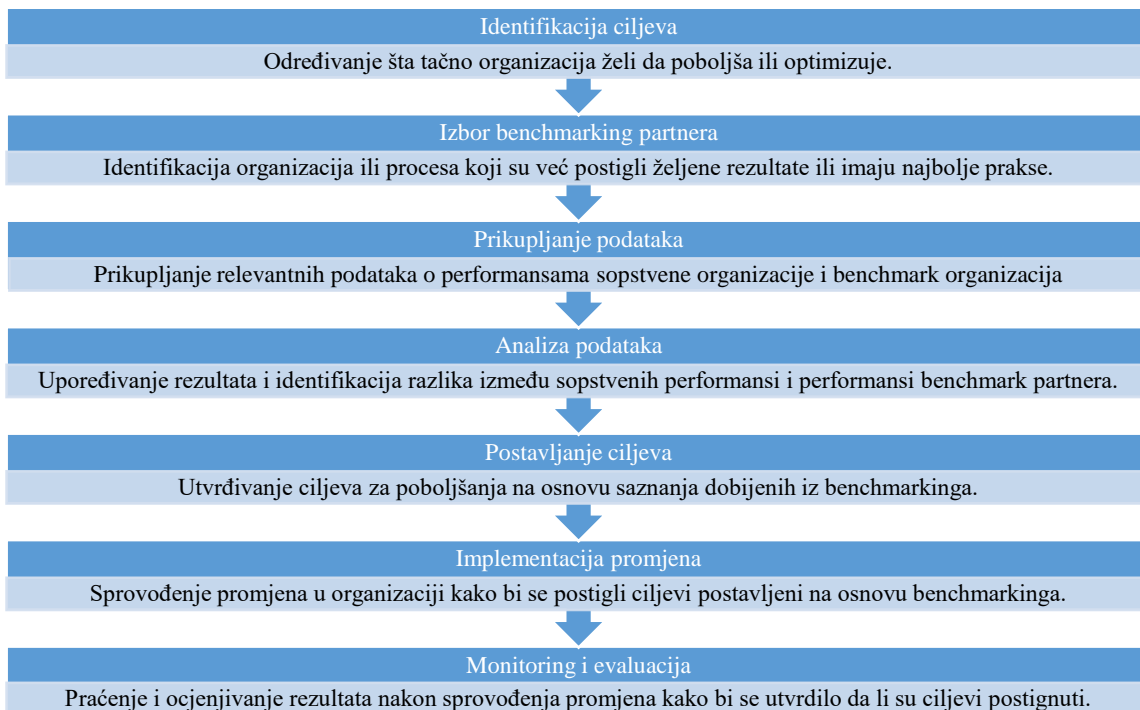 Identifikacija ciljeva
Određivanje šta tačno organizacija želi da poboljša ili optimizuje.
Izbor benchmarking partnera
Identifikacija organizacija ili procesa koji su već postigli željene rezultate ili imaju najbolje prakse.
Prikupljanje podataka
Prikupljanje relevantnih podataka o performansama sopstvene organizacije i benchmark organizacija
Analiza podataka
Upoređivanje rezultata i identifikacija razlika između sopstvenih performansi i performansi benchmark partnera.
Postavljanje ciljeva
Utvrđivanje ciljeva za poboljšanja na osnovu saznanja dobijenih iz benchmarkinga.
Implementacija promjena
Sprovođenje promjena u organizaciji kako bi se postigli ciljevi postavljeni na osnovu benchmarkinga.
Monitoring i evaluacija
Praćenje i ocjenjivanje rezultata nakon sprovođenja promjena kako bi se utvrdilo da li su ciljevi postignuti.